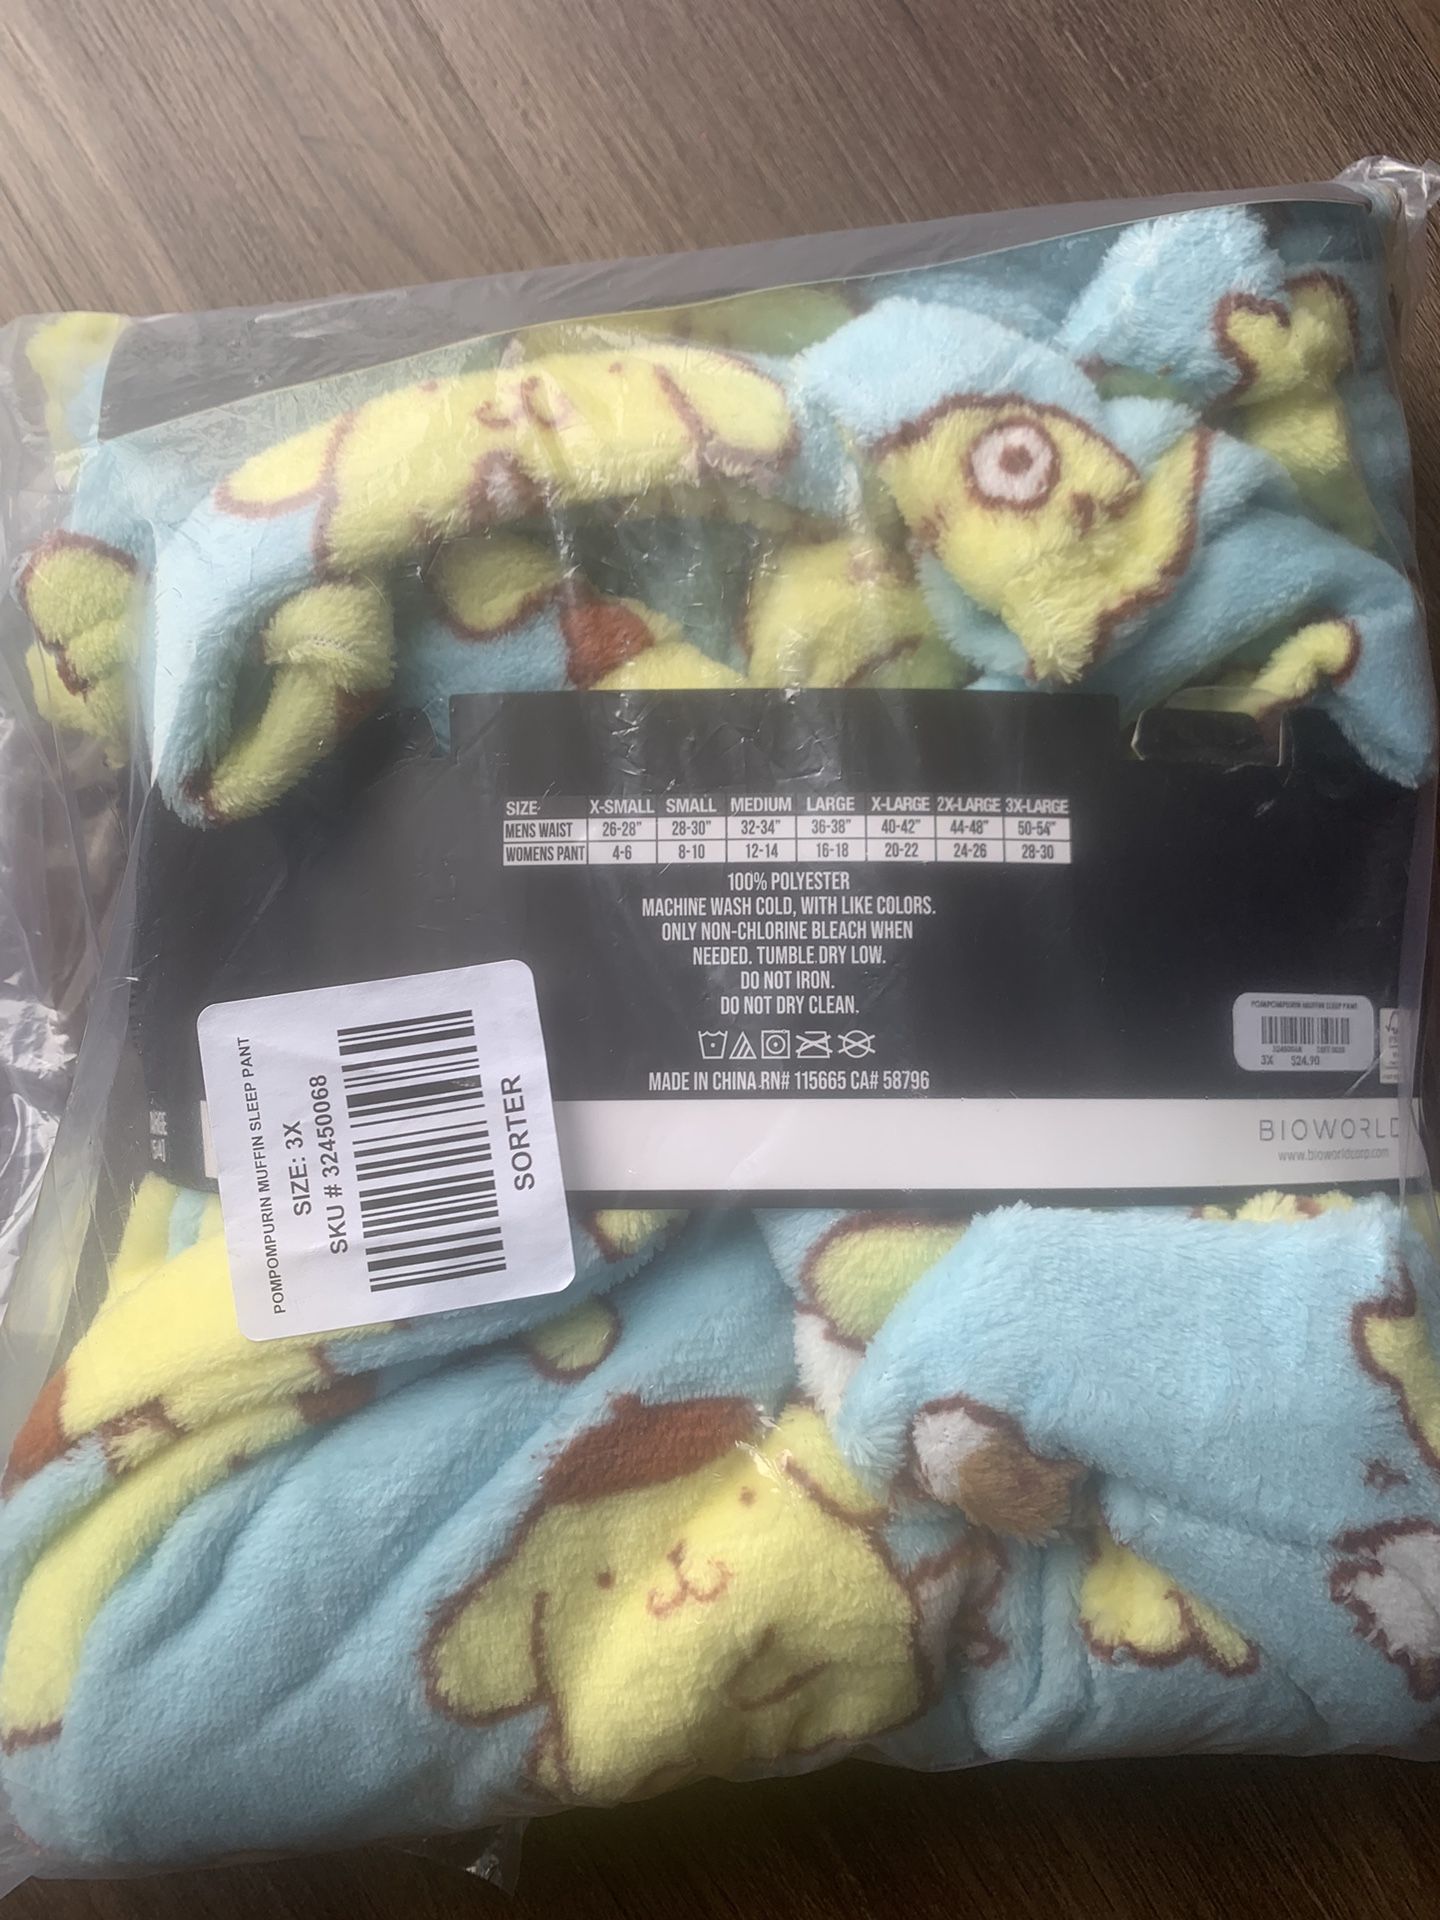 SIZE X-SMALL SMALL MEDIUM LARGE X-LARGE 2X-LARGE 3X-LARGE
MENS WAIST 26-28" 28-30" 32-34" 36-38" 40-42" 44-48" 50-54"
WOMENS PANT 4-6 8-10 12-14 16-18 20-22 24-26 28-30
100% POLYESTER
MACHINE WASH COLD, WITH LIKE COLORS.
ONLY NON-CHLORINE BLEACH WHEN
NEEDED. TUMBLE DRY LOW.
DO NOT IRON.
DO NOT DRY CLEAN.
MADE IN CHINA RN# 115665 CA# 58796
POMPOMPURIN MUFFIN SLEEP PANT
SIZE: 3X
SKU # 32450068
SORTER
POMPOMPURIN MUFFIN SLEEP PANT
3X $24.90
BIOWORLD
www.bioworldcorp.com